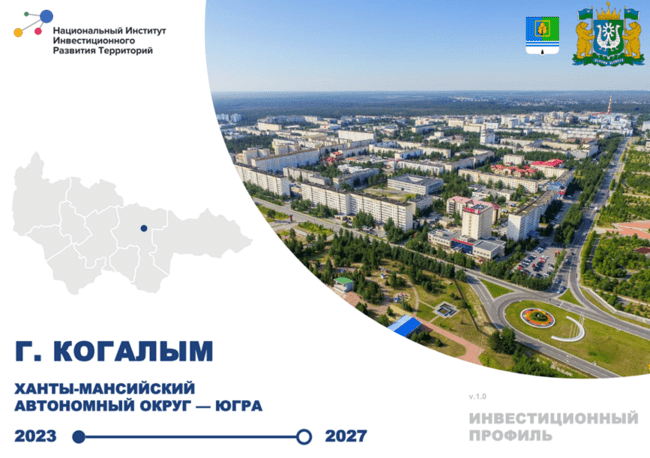 Национальный Институт
Инвестиционного
Развития Территорий
Г. КОГАЛЫМ
ХАНТЫ-МАНСИЙСКИЙ
АВТОНОМНЫЙ ОКРУГ — ЮГРА
2023
2027
v.1.0
ИНВЕСТИЦИОННЫЙ
ПРОФИЛЬ